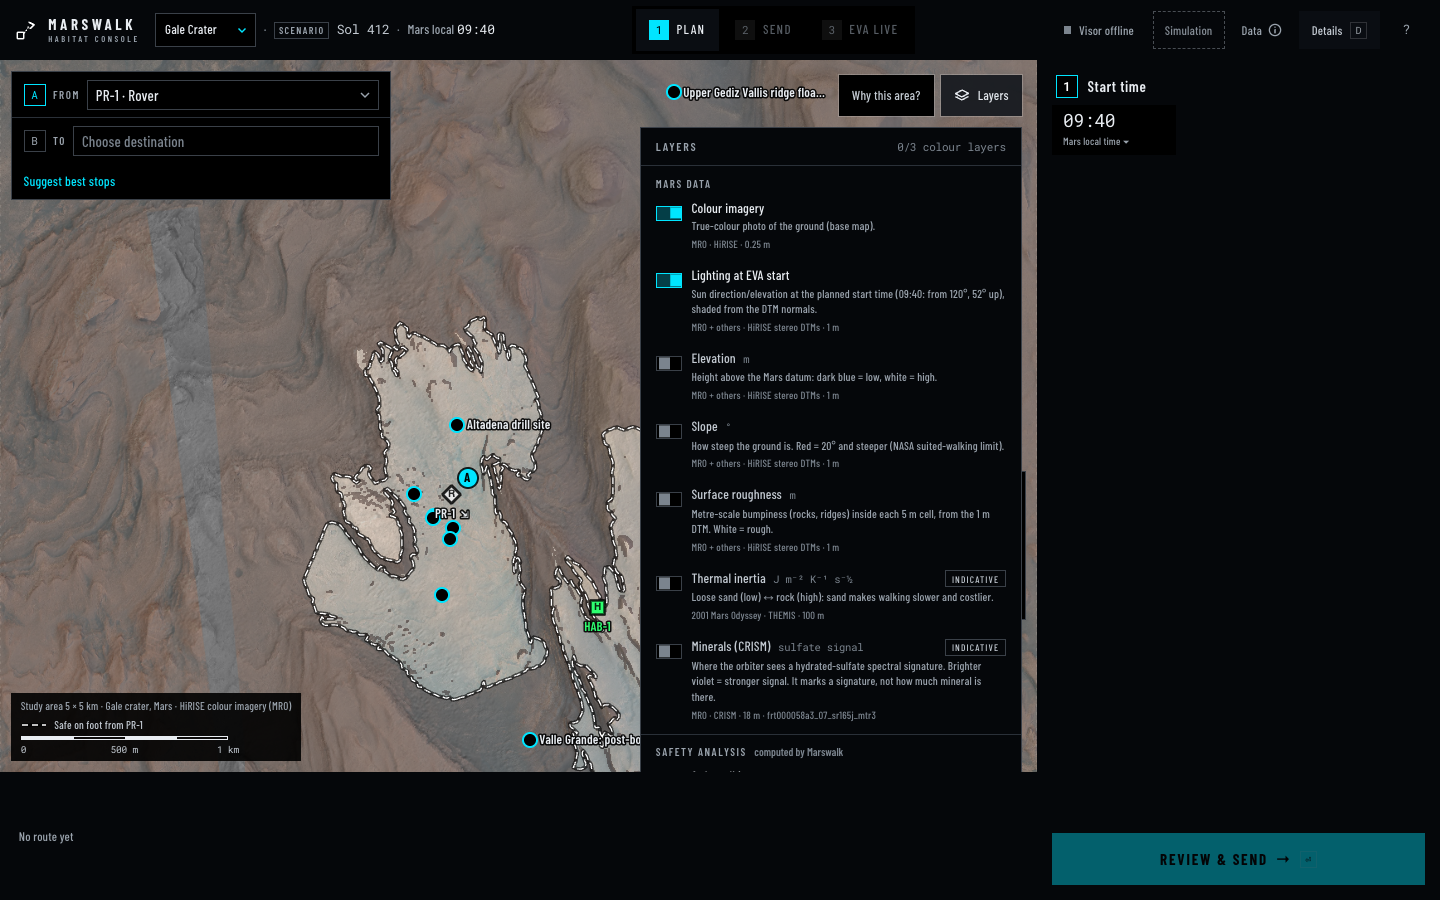 MARSWALK
HABITAT CONSOLE
Gale Crater
· SCENARIO Sol 412 · Mars local 09:40
1 PLAN
2 SEND
3 EVA LIVE
Visor offline
Simulation
Data
Details D
?
A FROM PR-1 · Rover
B TO Choose destination
Suggest best stops
Upper Gediz Vallis ridge floa...
Why this area?
Layers
1 Start time
09:40
Mars local time
LAYERS 0/3 colour layers
MARS DATA
Colour imagery
True-colour photo of the ground (base map).
MRO · HiRISE · 0.25 m
Lighting at EVA start
Sun direction/elevation at the planned start time (09:40: from 120°, 52° up),
shaded from the DTM normals.
MRO + others · HiRISE stereo DTMs · 1 m
Elevation m
Height above the Mars datum: dark blue = low, white = high.
MRO + others · HiRISE stereo DTMs · 1 m
Slope °
How steep the ground is. Red = 20° and steeper (NASA suited-walking limit).
MRO + others · HiRISE stereo DTMs · 1 m
Surface roughness m
Metre-scale bumpiness (rocks, ridges) inside each 5 m cell, from the 1 m
DTM. White = rough.
MRO + others · HiRISE stereo DTMs · 1 m
Thermal inertia J m⁻² K⁻¹ s⁻½ INDICATIVE
Loose sand (low) ↔ rock (high): sand makes walking slower and costlier.
2001 Mars Odyssey · THEMIS · 100 m
Minerals (CRISM) sulfate signal INDICATIVE
Where the orbiter sees a hydrated-sulfate spectral signature. Brighter
violet = stronger signal. It marks a signature, not how much mineral is
there.
MRO · CRISM · 18 m · frt000058a3_07_sr165j_mtr3
SAFETY ANALYSIS computed by Marswalk
Altadena drill site
A
PR-1
H
HAB-1
Valle Grande: post-bo
Study area 5 × 5 km · Gale crater, Mars · HiRISE colour imagery (MRO)
Safe on foot from PR-1
0 500 m 1 km
No route yet
REVIEW & SEND →